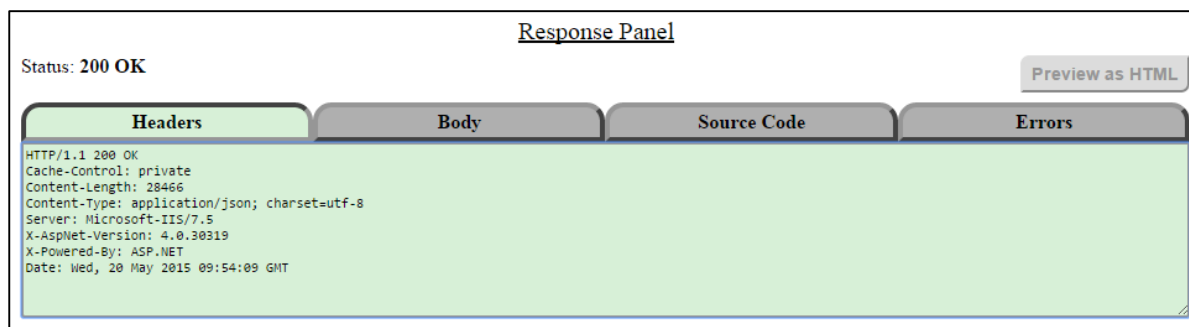 Response Panel
Status: 200 OK
Preview as HTML
Headers Body Source Code Errors
HTTP/1.1 200 OK
Cache-Control: private
Content-Length: 28466
Content-Type: application/json; charset=utf-8
Server: Microsoft-IIS/7.5
X-AspNet-Version: 4.0.30319
X-Powered-By: ASP.NET
Date: Wed, 20 May 2015 09:54:09 GMT